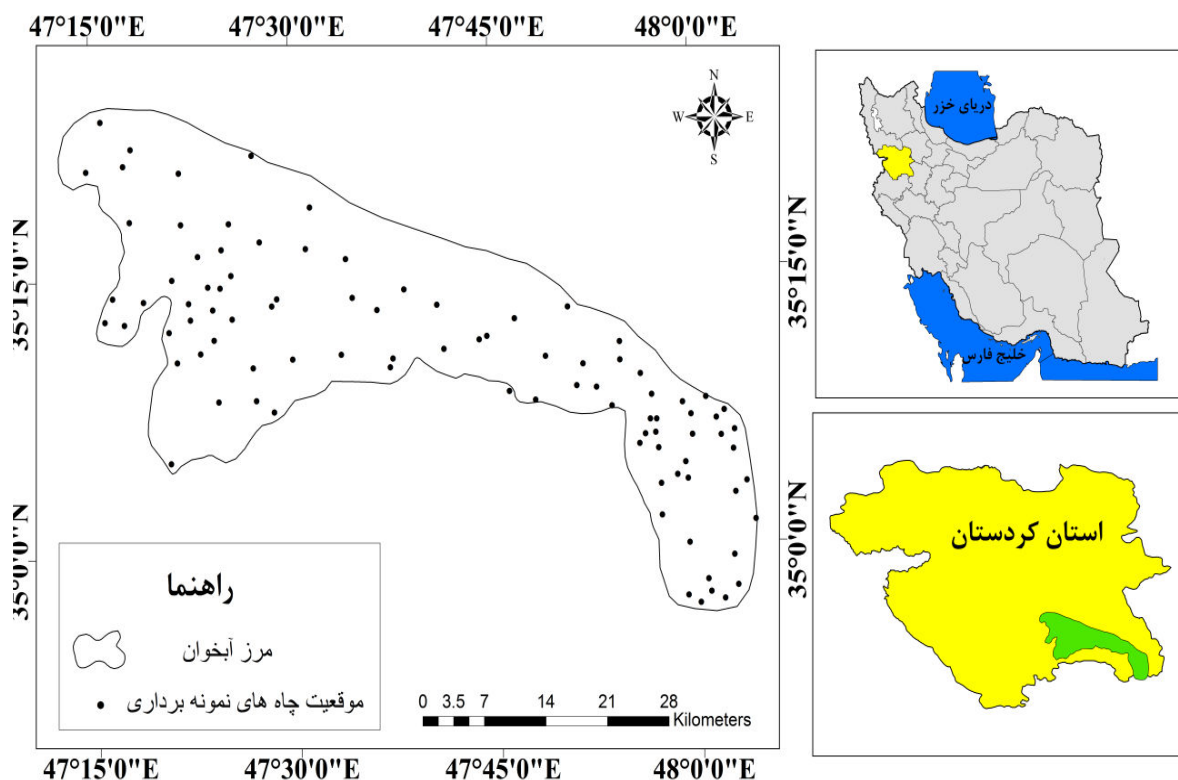 47°15'0"E 47°30'0"E 47°45'0"E 48°0'0"E
N
W E
S
35°15'0"N
35°0'0"N
راهنما
مرز آبخوان
موقعیت چاه های نمونه برداری
0 3.5 7 14 21 28
Kilometers
47°15'0"E 47°30'0"E 47°45'0"E 48°0'0"E
35°15'0"N
35°0'0"N
دریای خزر
خلیج فارس
استان کردستان